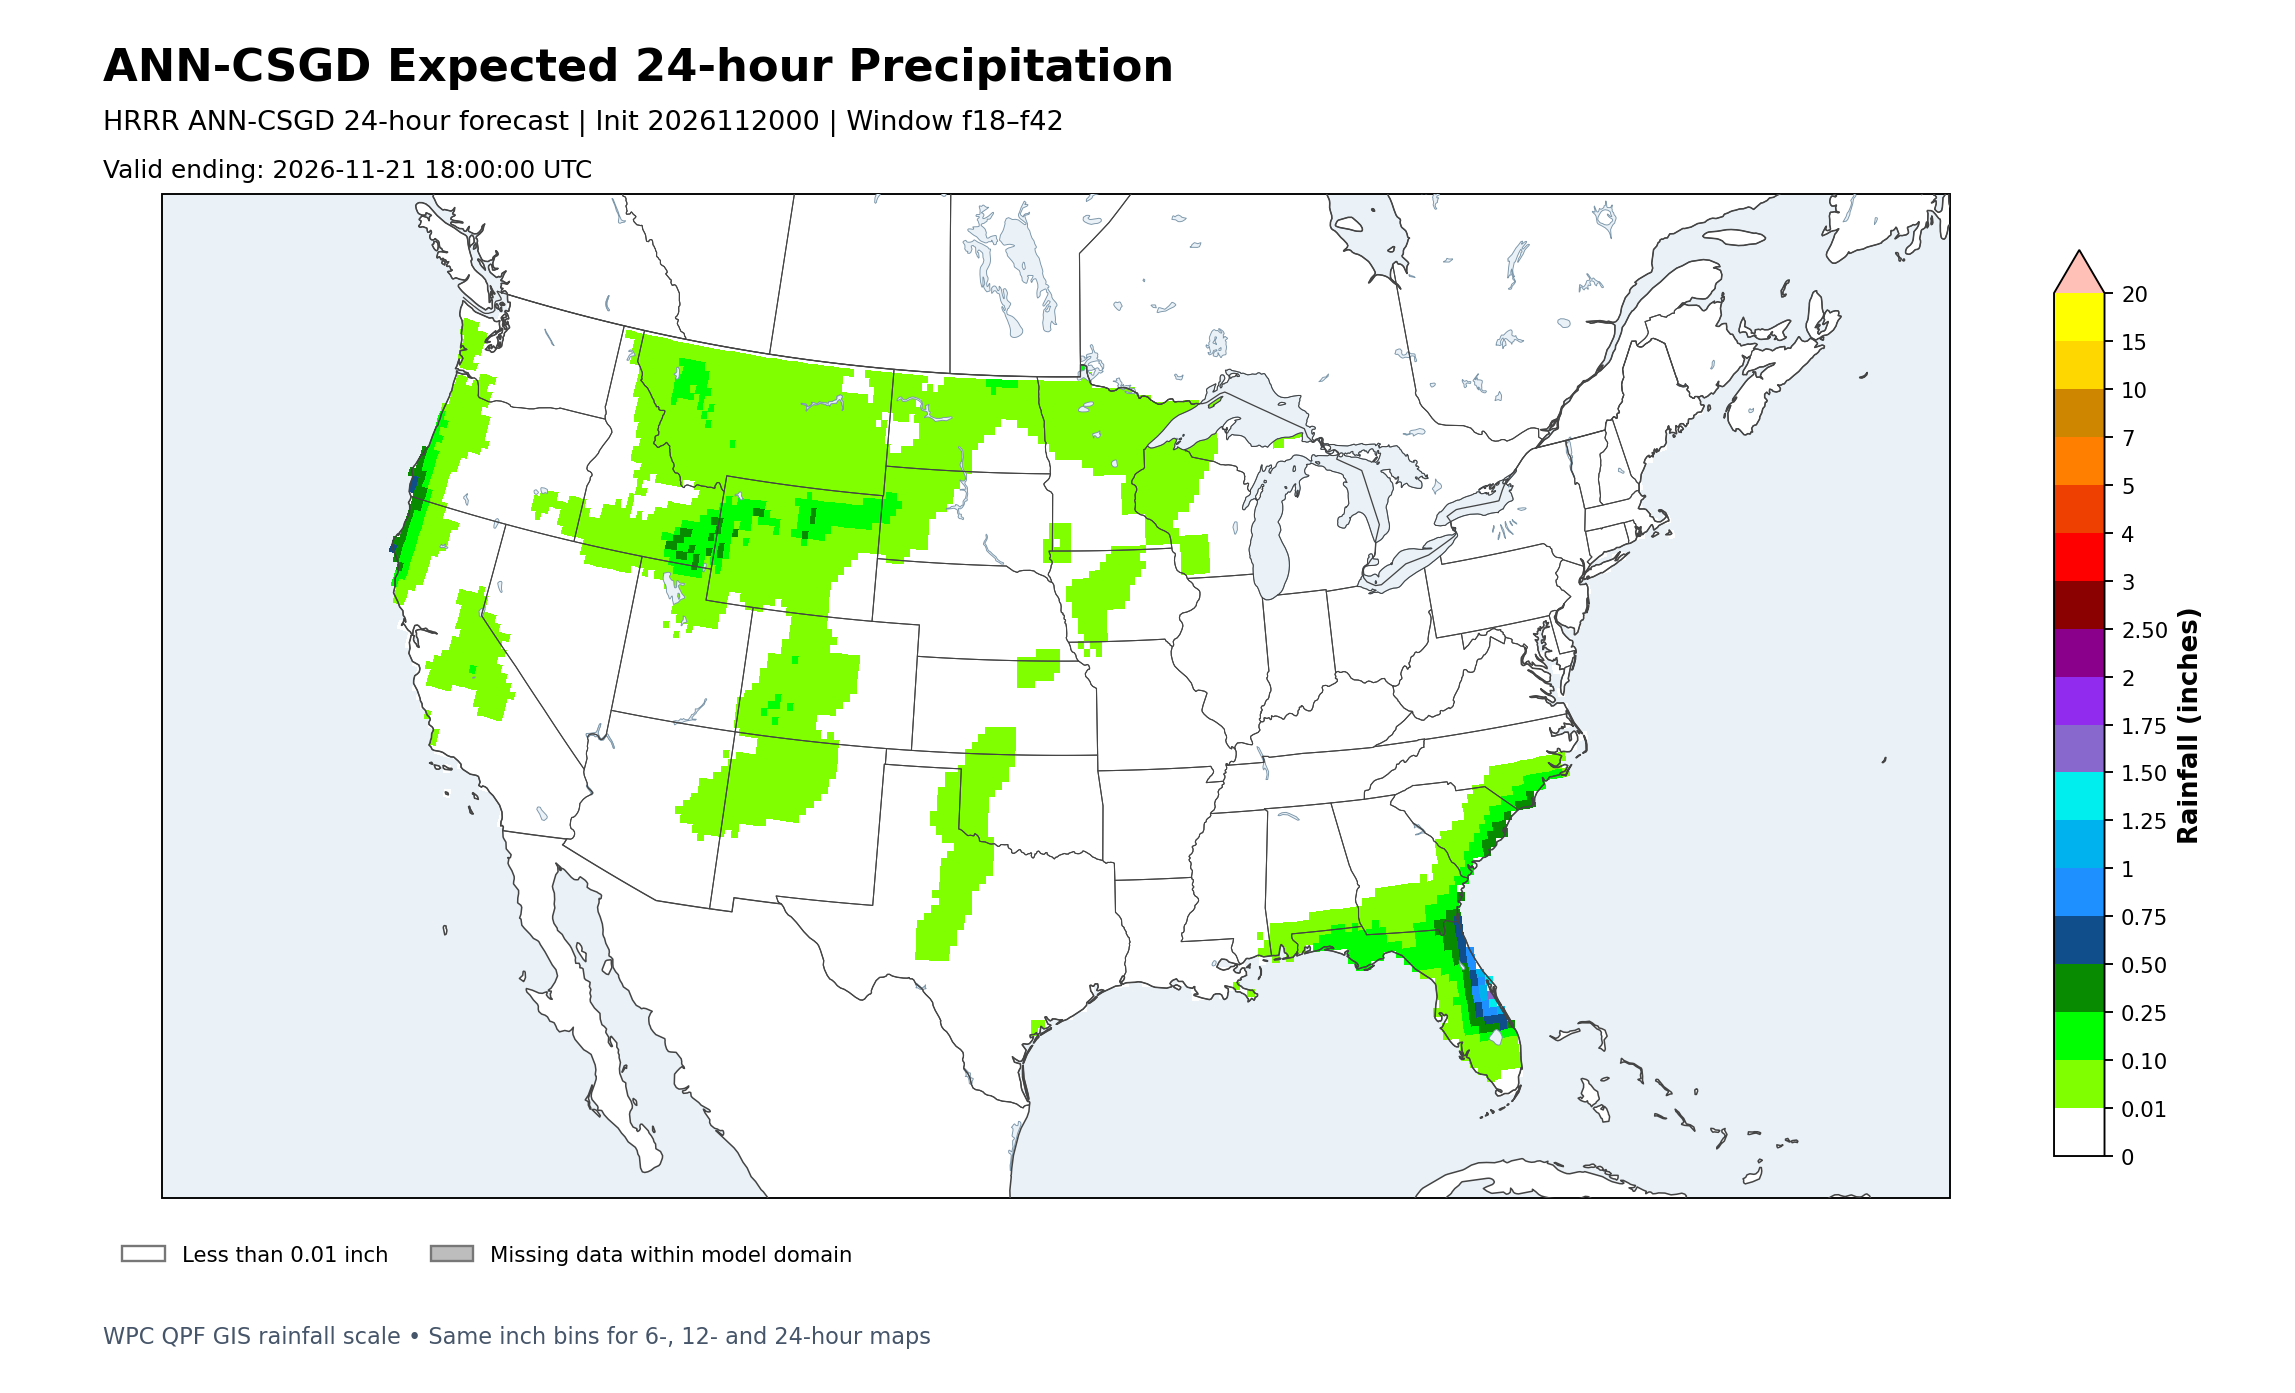 ANN-CSGD Expected 24-hour Precipitation
HRRR ANN-CSGD 24-hour forecast | Init 2026112000 | Window f18–f42
Valid ending: 2026-11-21 18:00:00 UTC
20
15
10
7
5
4
3
2.50
2
1.75
1.50
1.25
1
0.75
0.50
0.25
0.10
0.01
0
Rainfall (inches)
Less than 0.01 inch
Missing data within model domain
WPC QPF GIS rainfall scale • Same inch bins for 6-, 12- and 24-hour maps